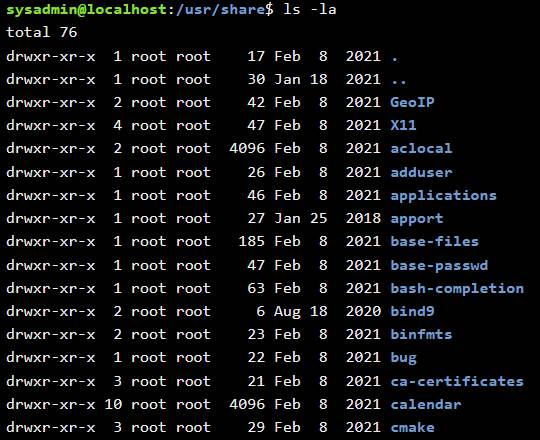 sysadmin@localhost:/usr/share$ ls -la
total 76
drwxr-xr-x  1 root root    17 Feb  8  2021 .
drwxr-xr-x  1 root root    30 Jan 18  2021 ..
drwxr-xr-x  2 root root    42 Feb  8  2021 GeoIP
drwxr-xr-x  4 root root    47 Feb  8  2021 X11
drwxr-xr-x  2 root root  4096 Feb  8  2021 aclocal
drwxr-xr-x  1 root root    26 Feb  8  2021 adduser
drwxr-xr-x  1 root root    46 Feb  8  2021 applications
drwxr-xr-x  1 root root    27 Jan 25  2018 apport
drwxr-xr-x  1 root root   185 Feb  8  2021 base-files
drwxr-xr-x  1 root root    47 Feb  8  2021 base-passwd
drwxr-xr-x  1 root root    63 Feb  8  2021 bash-completion
drwxr-xr-x  2 root root     6 Aug 18  2020 bind9
drwxr-xr-x  2 root root    23 Feb  8  2021 binfmts
drwxr-xr-x  1 root root    22 Feb  8  2021 bug
drwxr-xr-x  3 root root    21 Feb  8  2021 ca-certificates
drwxr-xr-x 10 root root  4096 Feb  8  2021 calendar
drwxr-xr-x  3 root root    29 Feb  8  2021 cmake